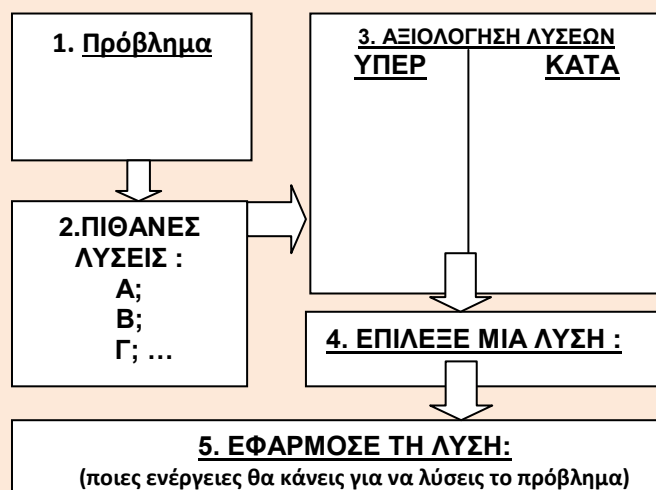 1. Πρόβλημα
2.ΠΙΘΑΝΕΣ
ΛΥΣΕΙΣ :
Α;
Β;
Γ; ...
3. ΑΞΙΟΛΟΓΗΣΗ ΛΥΣΕΩΝ
ΥΠΕΡ ΚΑΤΑ
4. ΕΠΙΛΕΞΕ ΜΙΑ ΛΥΣΗ :
5. ΕΦΑΡΜΟΣΕ ΤΗ ΛΥΣΗ:
(ποιες ενέργειες θα κάνεις για να λύσεις το πρόβλημα)